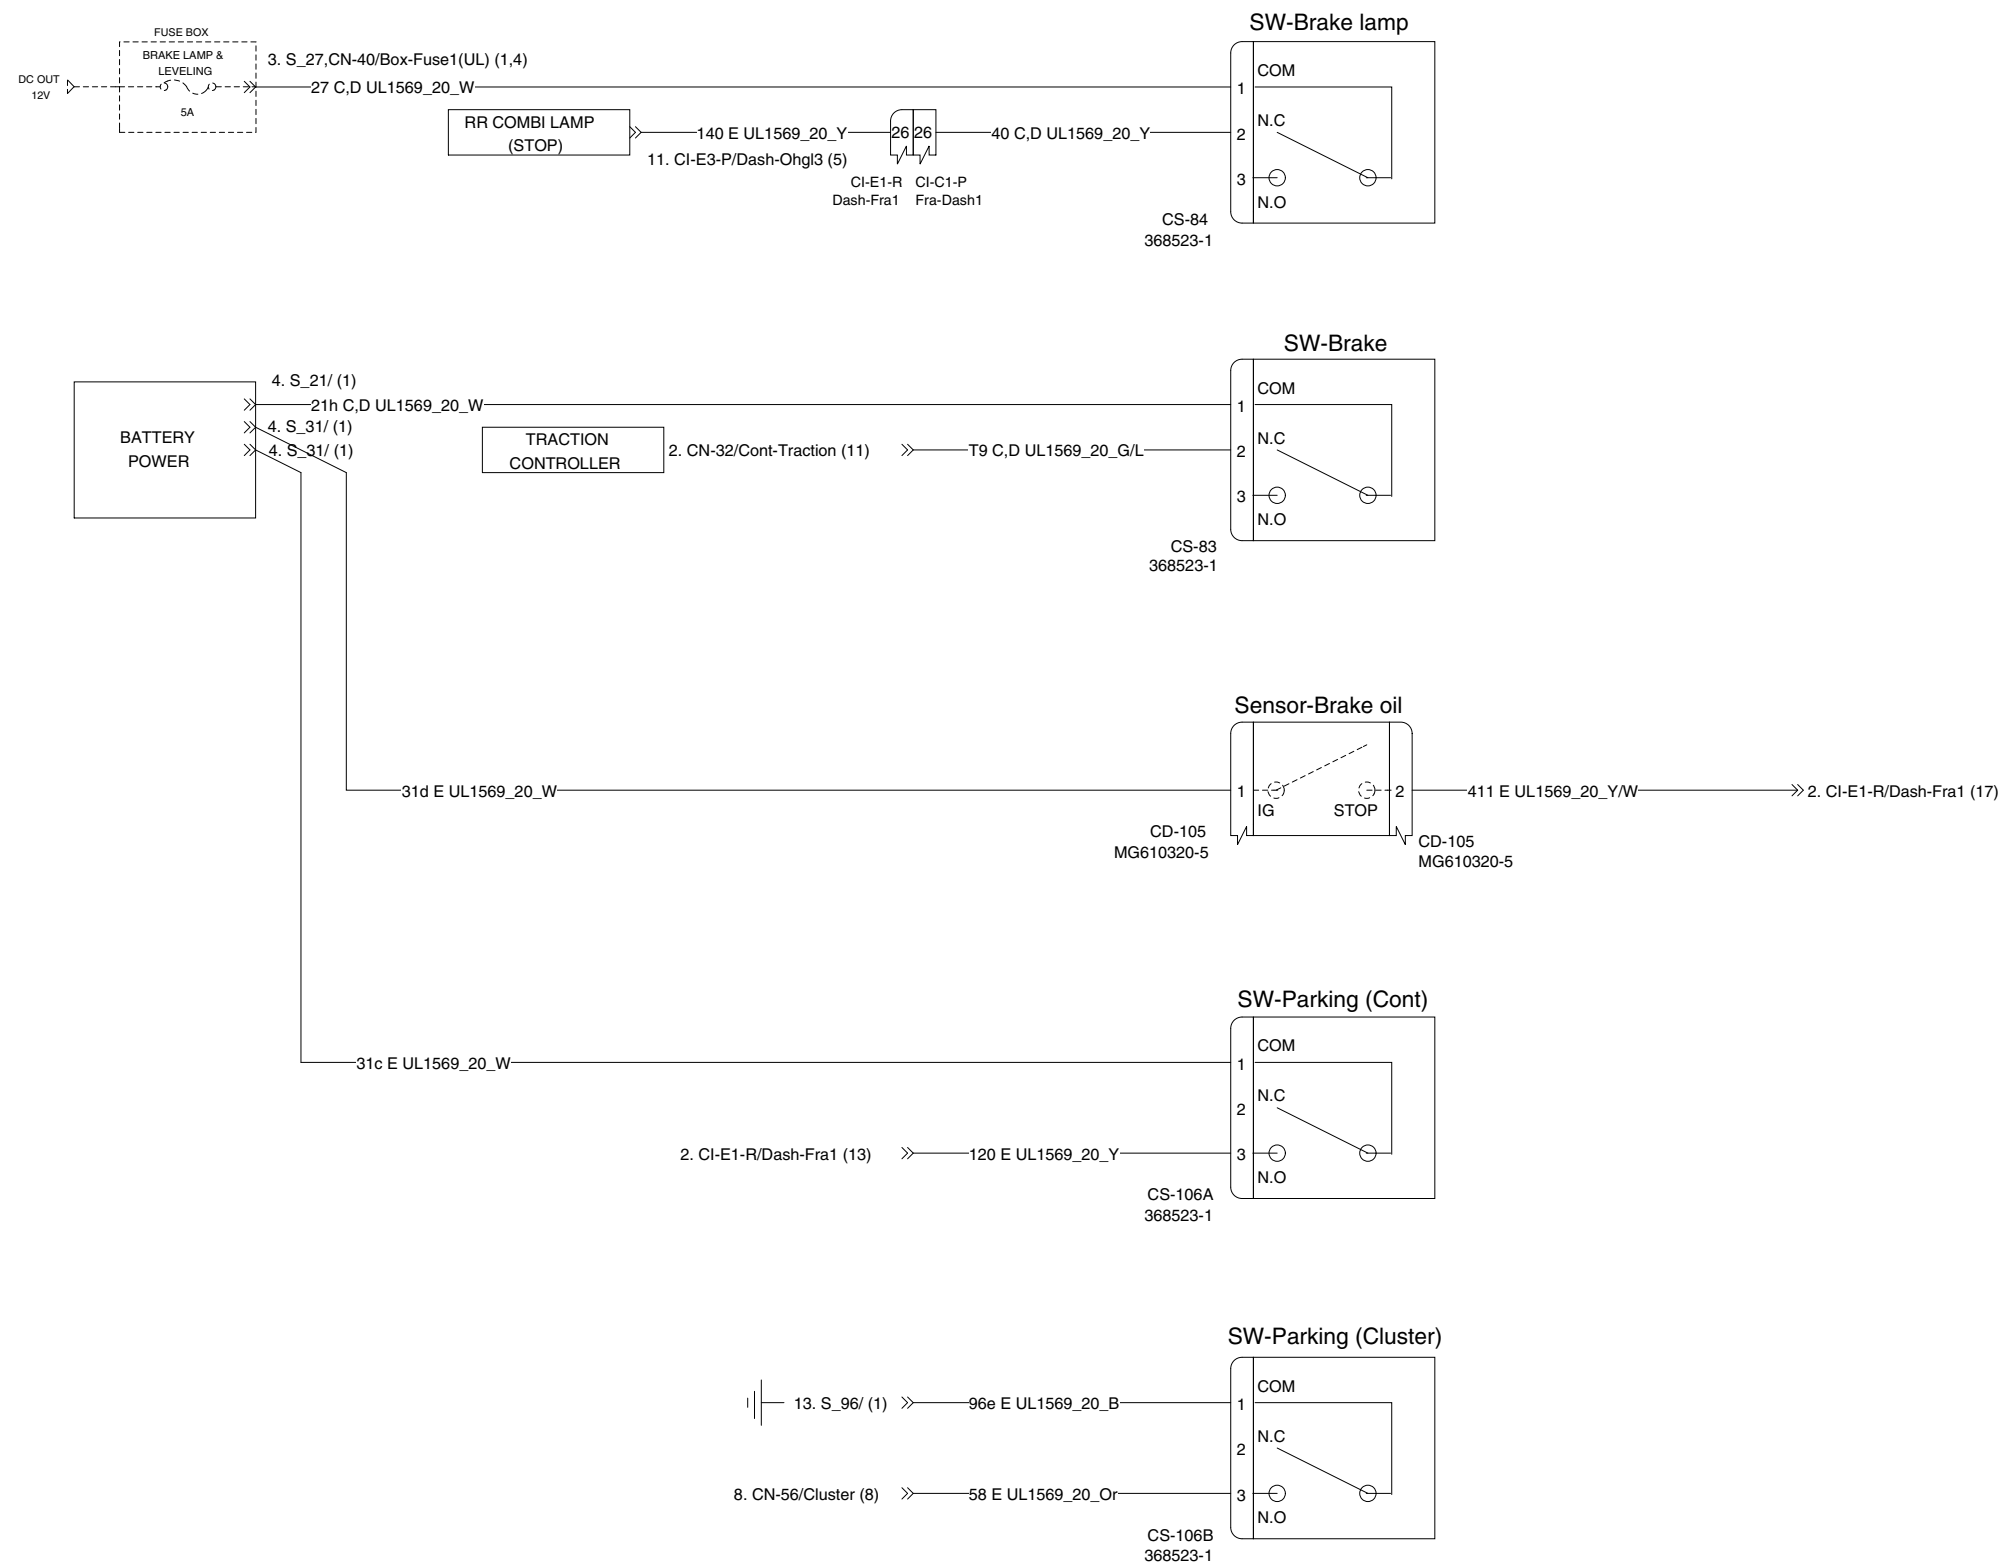 SW-Brake lamp
FUSE BOX
BRAKE LAMP &
LEVELING
5A
DC OUT
12V
3. S_27,CN-40/Box-Fuse1(UL) (1,4)
27 C,D UL1569_20_W
RR COMBI LAMP
(STOP)
140 E UL1569_20_Y
11. CI-E3-P/Dash-Ohgl3 (5)
26 26
CI-E1-R CI-C1-P
Dash-Fra1 Fra-Dash1
40 C,D UL1569_20_Y
1
COM
2
N.C
3
N.O
CS-84
368523-1
SW-Brake
BATTERY
POWER
4. S_21/ (1)
21h C,D UL1569_20_W
4. S_31/ (1)
4. S_31/ (1)
TRACTION
CONTROLLER
2. CN-32/Cont-Traction (11)
T9 C,D UL1569_20_G/L
1
COM
2
N.C
3
N.O
CS-83
368523-1
Sensor-Brake oil
31d E UL1569_20_W
1
IG
STOP
2
411 E UL1569_20_Y/W
2. CI-E1-R/Dash-Fra1 (17)
CD-105
MG610320-5
CD-105
MG610320-5
SW-Parking (Cont)
31c E UL1569_20_W
1
COM
2
N.C
2. CI-E1-R/Dash-Fra1 (13)
120 E UL1569_20_Y
3
N.O
CS-106A
368523-1
SW-Parking (Cluster)
13. S_96/ (1)
96e E UL1569_20_B
1
COM
2
N.C
8. CN-56/Cluster (8)
58 E UL1569_20_Or
3
N.O
CS-106B
368523-1